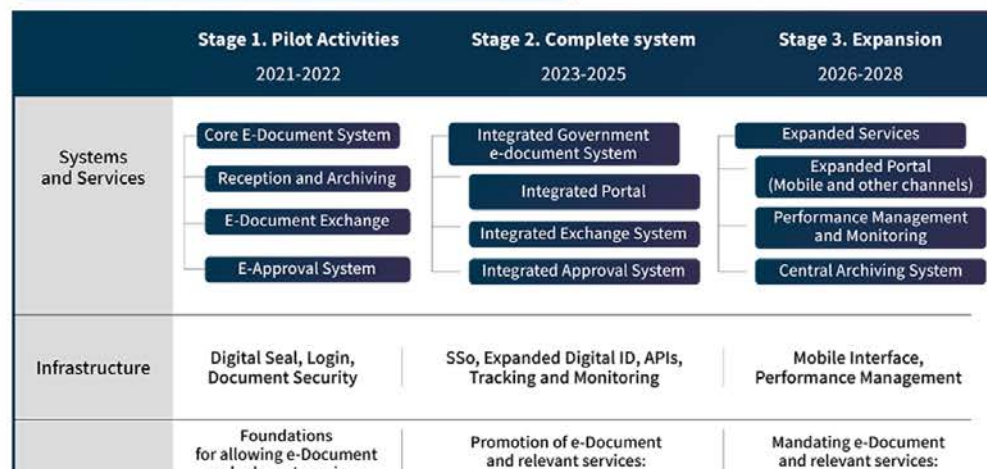 Stage 1. Pilot Activities
2021-2022
Stage 2. Complete system
2023-2025
Stage 3. Expansion
2026-2028
Systems
and Services
Core E-Document System
Reception and Archiving
E-Document Exchange
E-Approval System
Integrated Government
e-document System
Integrated Portal
Integrated Exchange System
Integrated Approval System
Expanded Services
Expanded Portal
(Mobile and other channels)
Performance Management
and Monitoring
Central Archiving System
Infrastructure
Digital Seal, Login,
Document Security
SSo, Expanded Digital ID, APIs,
Tracking and Monitoring
Mobile Interface,
Performance Management
Foundations
for allowing e-Document
Promotion of e-Document
and relevant services:
Mandating e-Document
and relevant services: